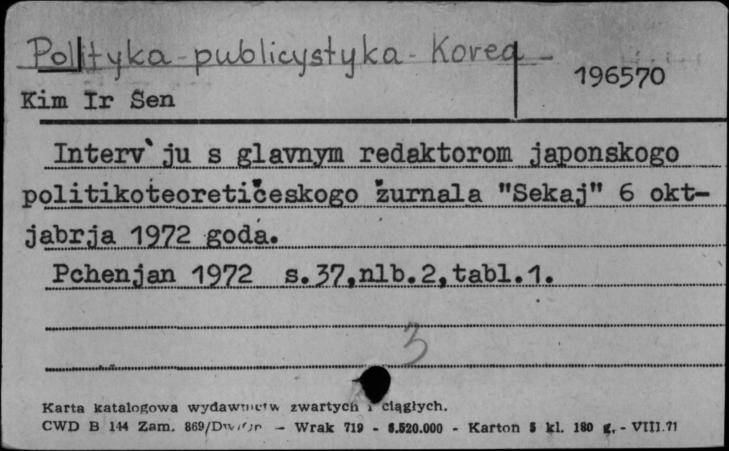 Polityka - publicystyka - Korea -
196570
Kim Ir Sen
Interv`ju s glavnym redaktorom japonskogo
politikoteoretičeskogo žurnala "Sekaj" 6 okt-
jabrja 1972 goda.
Pchenjan 1972 s.37,nlb.2,tabl.1.
3
Karta katalogowa wydawnictw zwartych i ciągłych.
CWD B 144 Zam. 869/ — Wrak 719 - 8.520.000 - Karton 5 kl. 180 g. - VIII.71